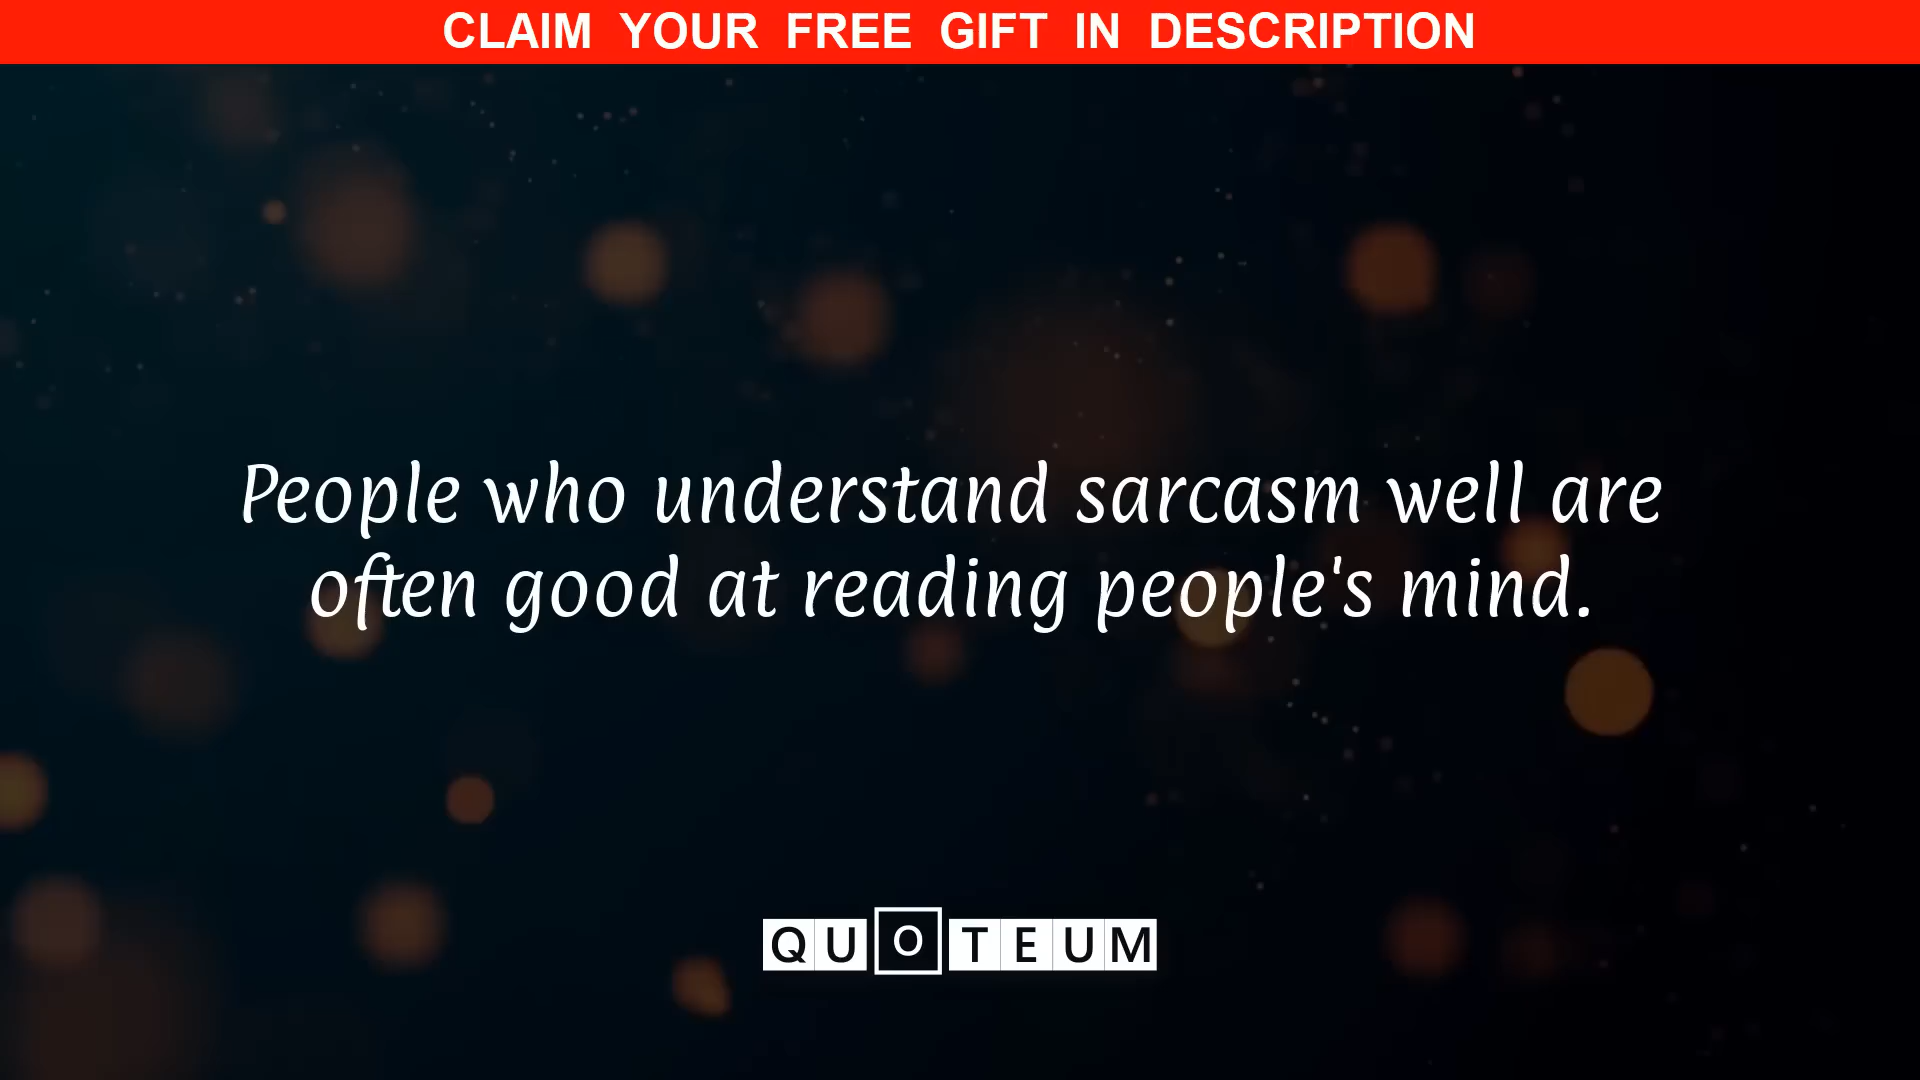 CLAIM YOUR FREE GIFT IN DESCRIPTION
People who understand sarcasm well are
often good at reading people's mind.
QUOTEUM